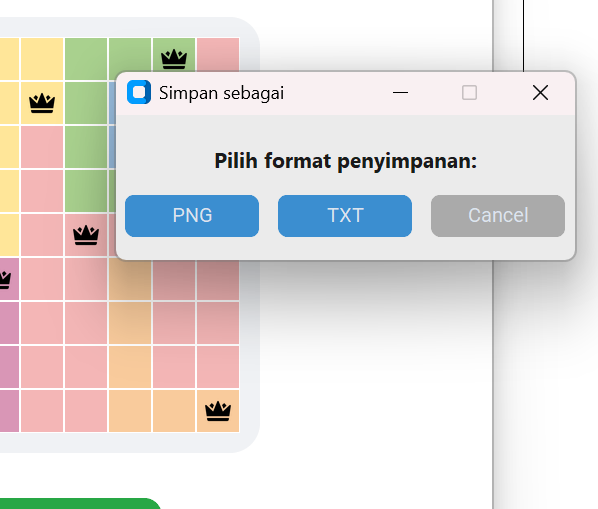 Simpan sebagai
Pilih format penyimpanan:
PNG
TXT
Cancel